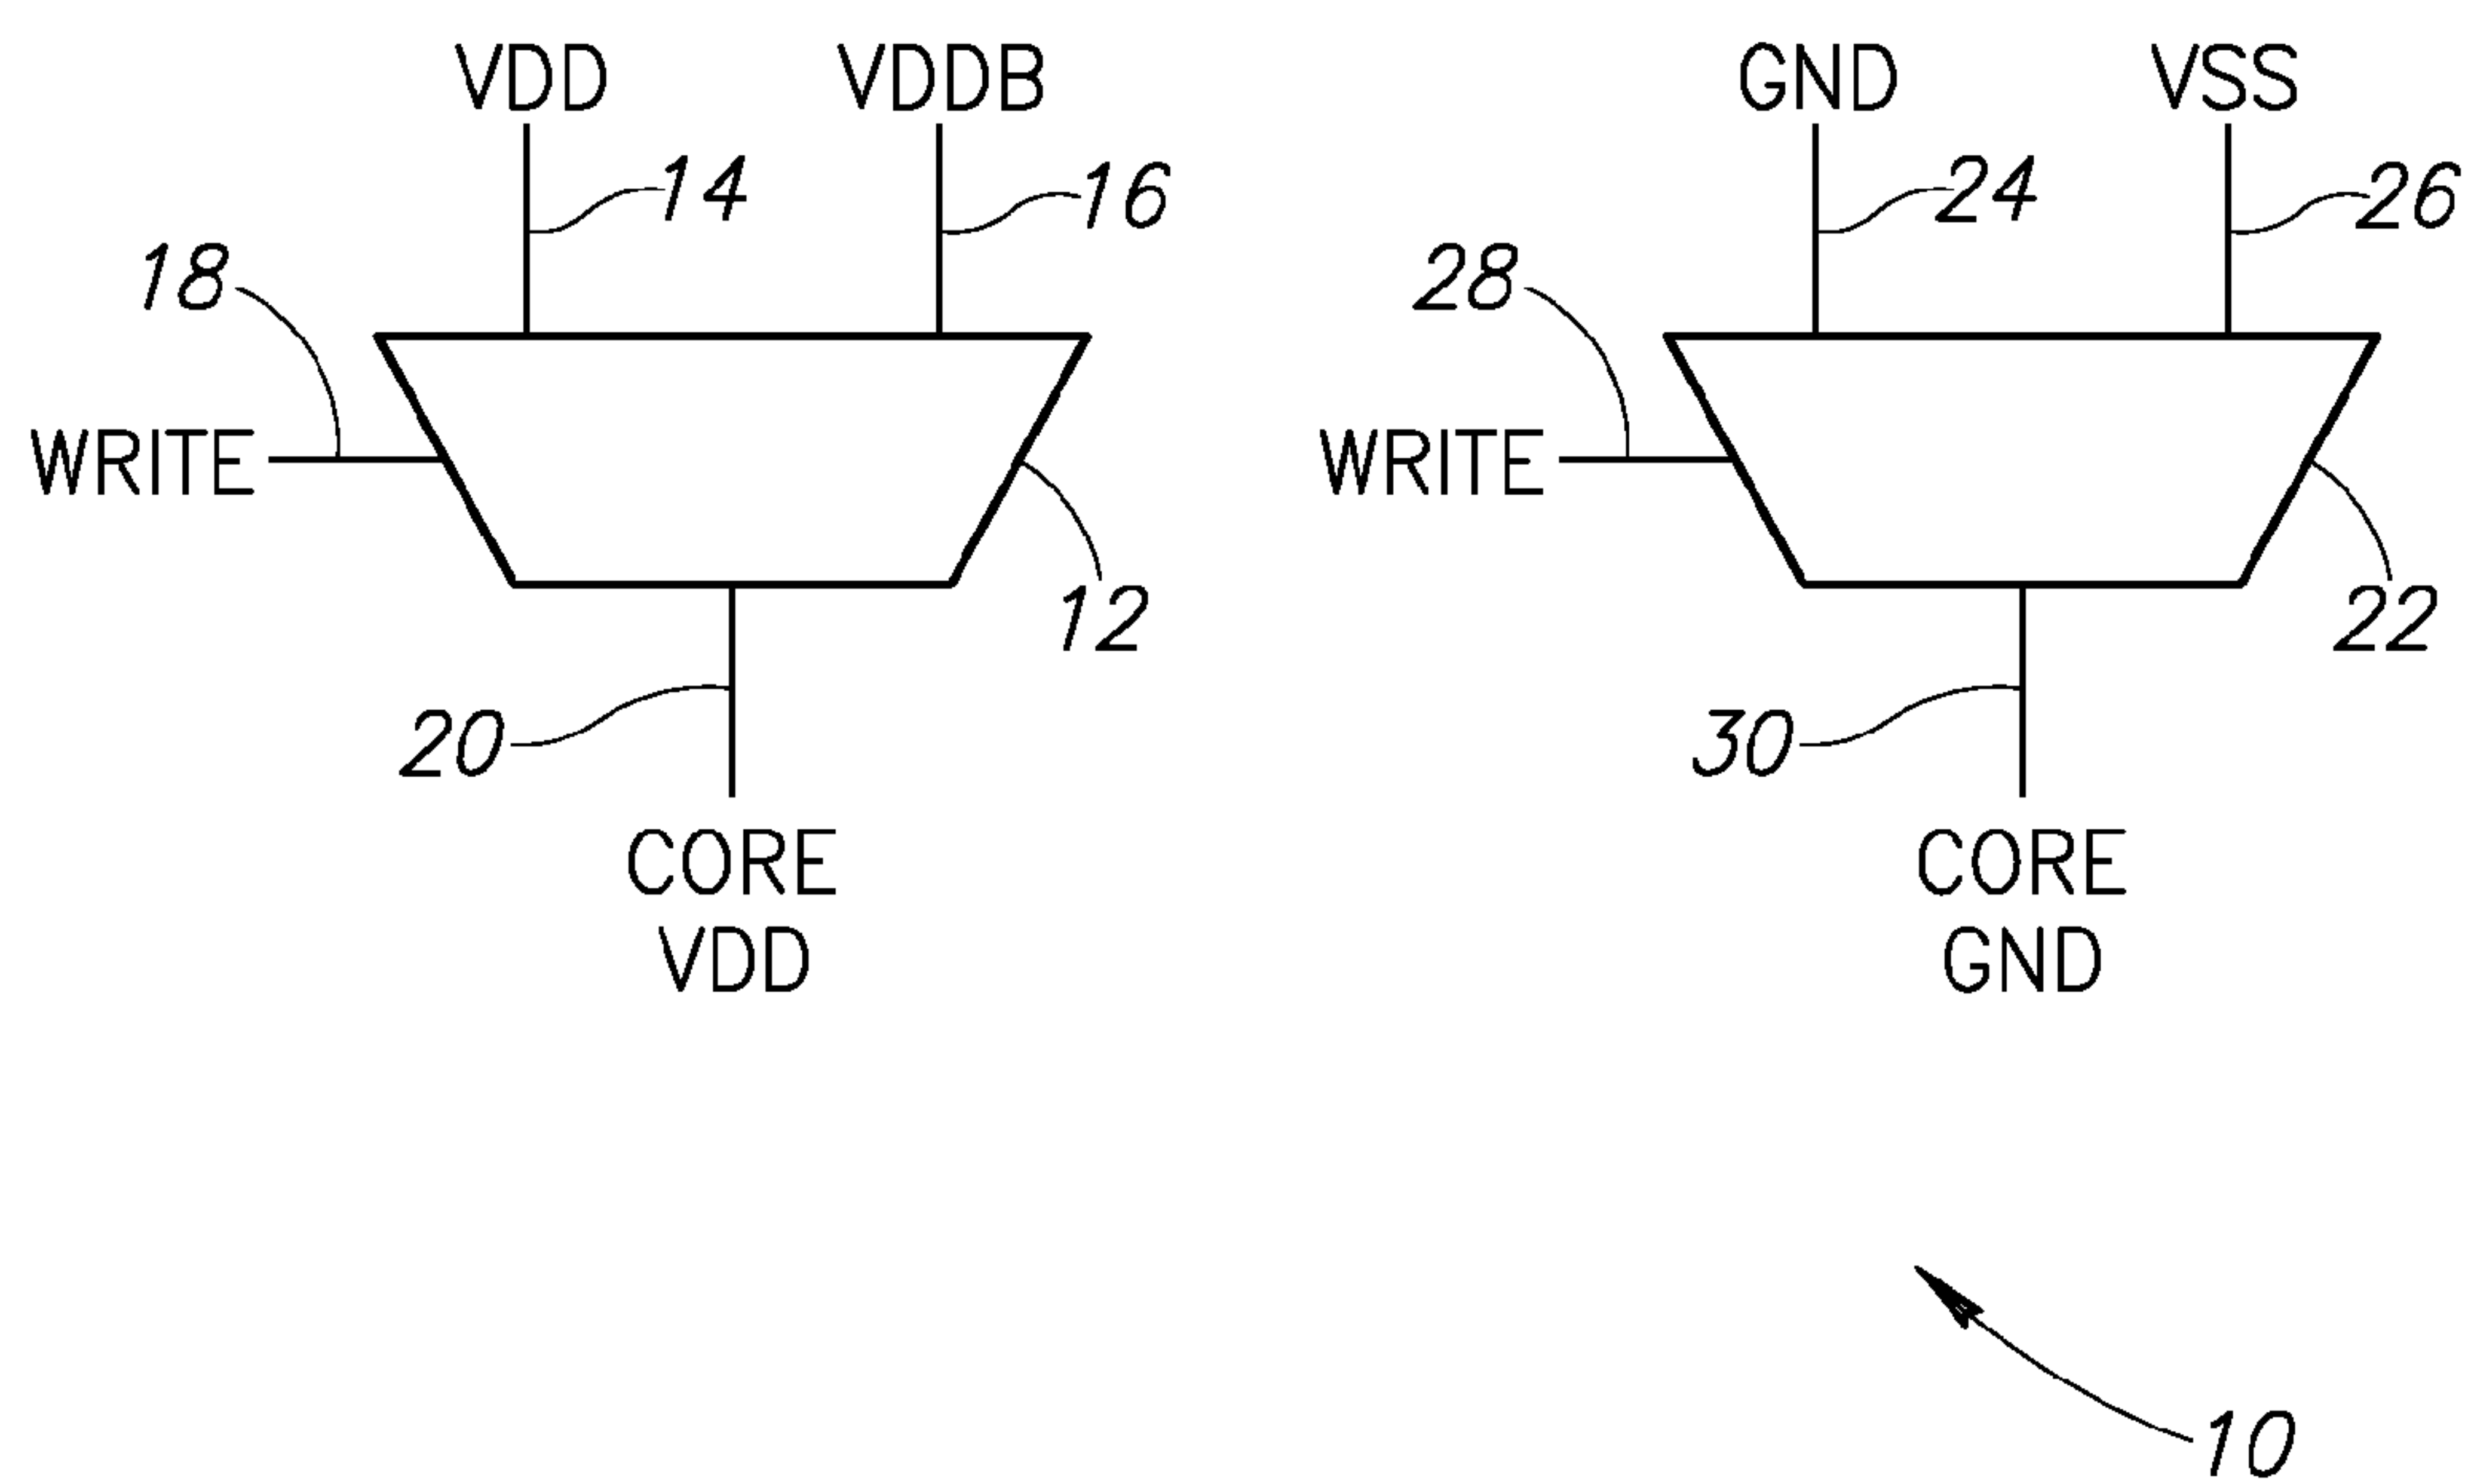 VDD VDDB GND VSS
14 16 24 26
18 28
WRITE WRITE
12 22
20 30
CORE CORE
VDD GND
10